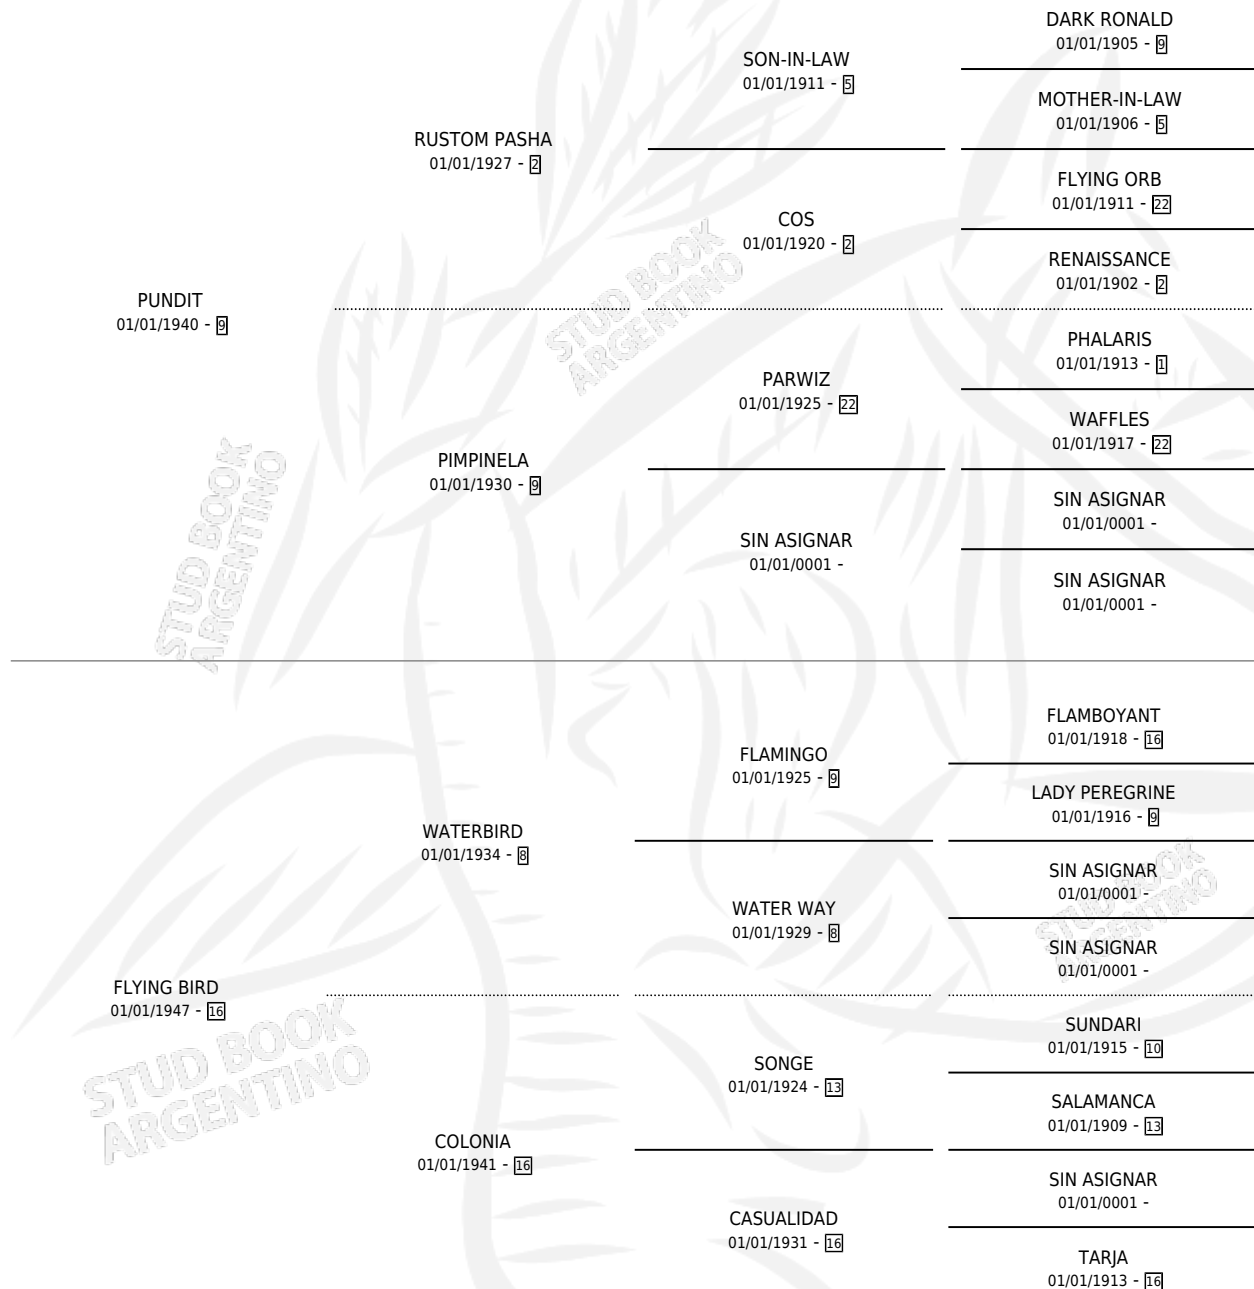 DARK RONALD
01/01/1905 - 9
SON-IN-LAW
01/01/1911 - 5
MOTHER-IN-LAW
01/01/1906 - 5
RUSTOM PASHA
01/01/1927 - 2
FLYING ORB
01/01/1911 - 22
COS
01/01/1920 - 2
RENAISSANCE
01/01/1902 - 2
PUNDIT
01/01/1940 - 9
STUD BOOK
ARGENTINO
PHALARIS
01/01/1913 - 1
PARWIZ
01/01/1925 - 22
WAFFLES
01/01/1917 - 22
PIMPINELA
01/01/1930 - 9
SIN ASIGNAR
01/01/0001 -
SIN ASIGNAR
01/01/0001 -
SIN ASIGNAR
01/01/0001 -
STUD BOOK
ARGENTINO
FLAMBOYANT
01/01/1918 - 16
FLAMINGO
01/01/1925 - 9
LADY PEREGRINE
01/01/1916 - 9
WATERBIRD
01/01/1934 - 8
SIN ASIGNAR
01/01/0001 -
WATER WAY
01/01/1929 - 8
SIN ASIGNAR
01/01/0001 -
STUD BOOK
ARGENTINO
FLYING BIRD
01/01/1947 - 16
SUNDARI
01/01/1915 - 10
SONGE
01/01/1924 - 13
SALAMANCA
01/01/1909 - 13
STUD BOOK
ARGENTINO
COLONIA
01/01/1941 - 16
SIN ASIGNAR
01/01/0001 -
CASUALIDAD
01/01/1931 - 16
TARJA
01/01/1913 - 16